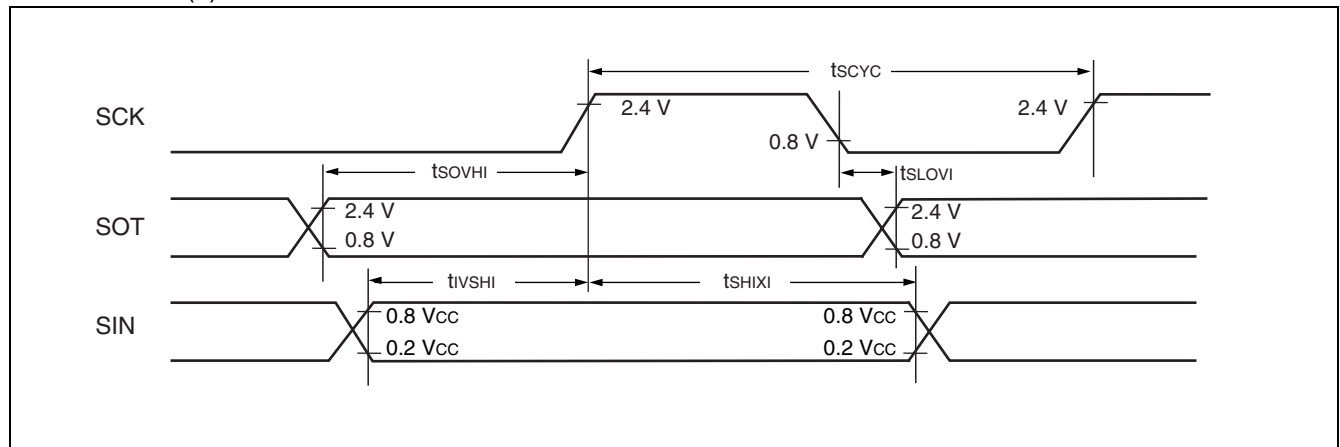 tSCYC
SCK
2.4 V
2.4 V
0.8 V
tSOVHI
tSLOVI
SOT
2.4 V
2.4 V
0.8 V
0.8 V
tIVSHI
tSHIXI
SIN
0.8 VCC
0.8 VCC
0.2 VCC
0.2 VCC